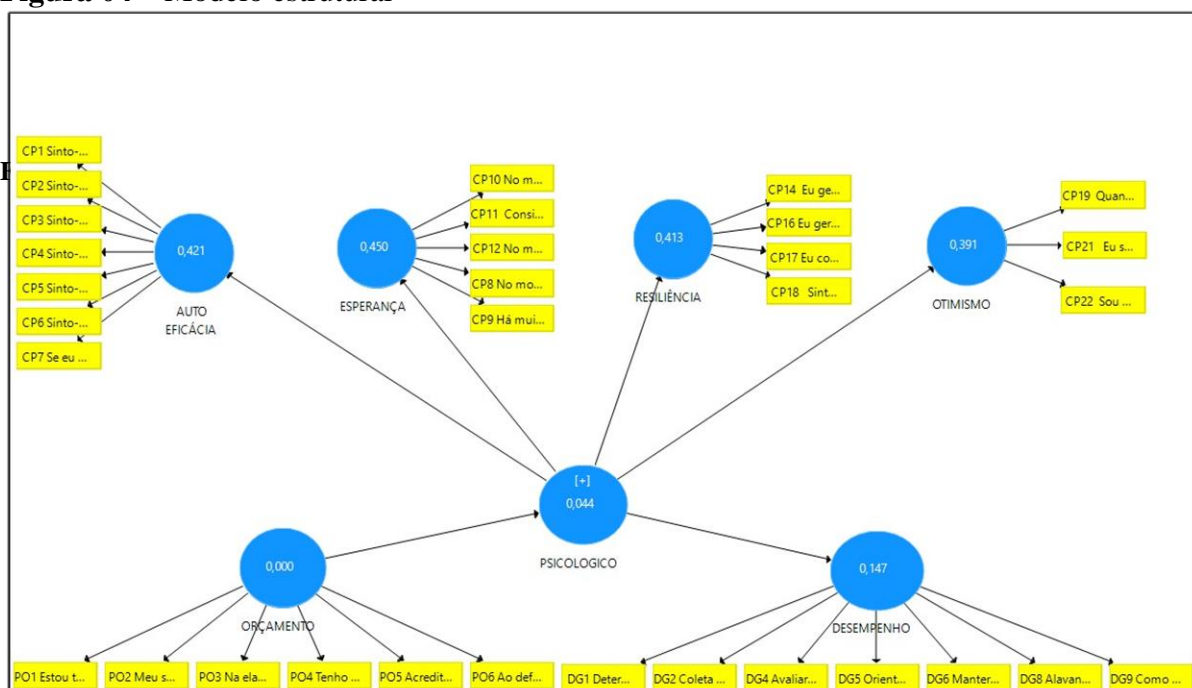 Figura 04 – Modelo estrutural
CP1 Sinto-...
CP2 Sinto-...
CP3 Sinto-...
CP4 Sinto-...
CP5 Sinto-...
CP6 Sinto-...
CP7 Se eu ...
0,421
AUTO
EFICÁCIA
0,450
ESPERANÇA
CP10 No m...
CP11 Consi...
CP12 No m...
CP8 No mo...
CP9 Há mui...
0,413
RESILIÊNCIA
CP14 Eu ge...
CP16 Eu ger...
CP17 Eu co...
CP18 Sint...
0,391
OTIMISMO
CP19 Quan...
CP21 Eu s...
CP22 Sou ...
[+]
0,044
PSICOLOGICO
0,000
ORÇAMENTO
PO1 Estou t...
PO2 Meu s...
PO3 Na ela...
PO4 Tenho ...
PO5 Acredit...
PO6 Ao def...
0,147
DESEMPENHO
DG1 Deter...
DG2 Coleta ...
DG4 Avaliar...
DG5 Orient...
DG6 Manter...
DG8 Alavan...
DG9 Como ...